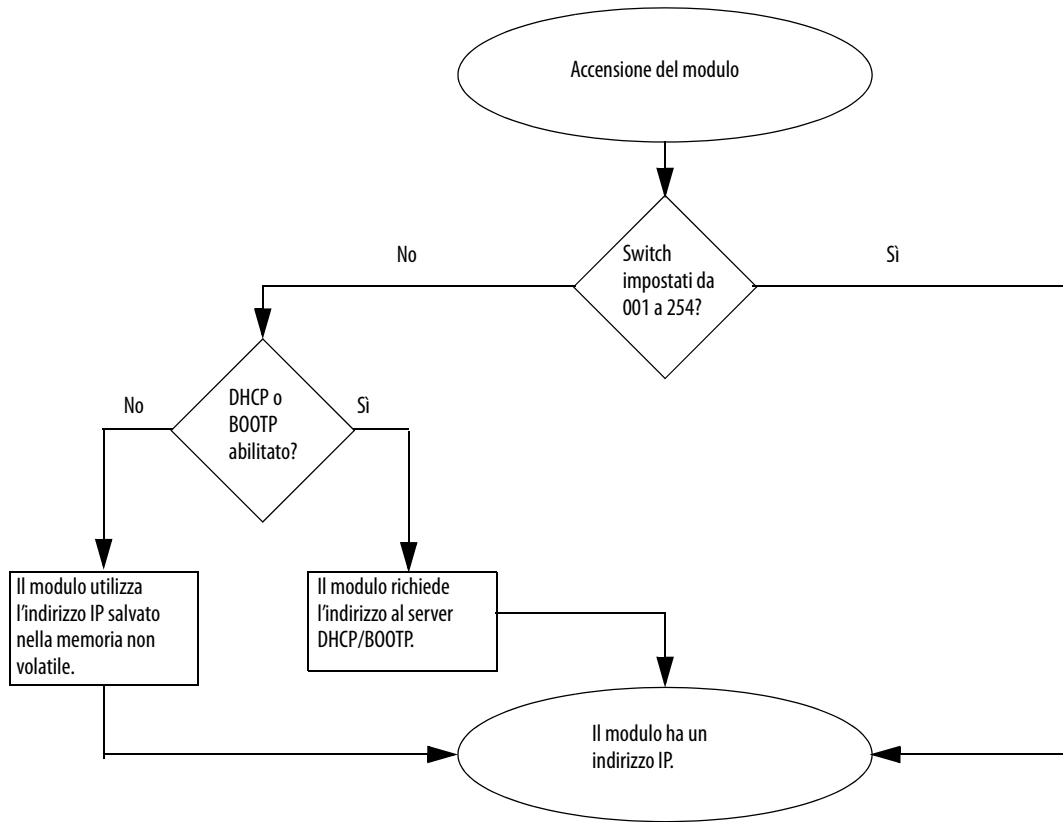 Accensione del modulo
No
Switch
impostati da
001 a 254?
Sì
No
DHCP o
BOOTP
abilitato?
Sì
Il modulo utilizza
l'indirizzo IP salvato
nella memoria non
volatile.
Il modulo richiede
l'indirizzo al server
DHCP/BOOTP.
Il modulo ha un
indirizzo IP.